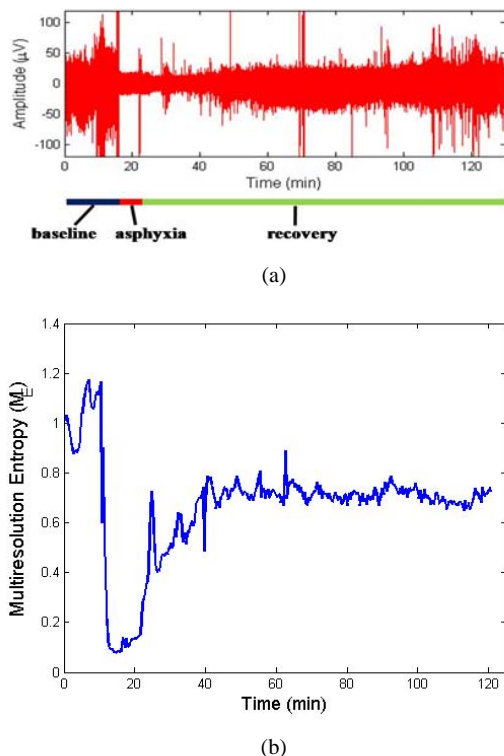 120
100
50
0
-50
-100
Amplitude (μV)
0 20 40 60 80 100 120
Time (min)
baseline asphyxia recovery
(a)
1.4
1.2
1
0.8
0.6
0.4
0.2
0
Multiresolution Entropy (M_E)
0 20 40 60 80 100 120
Time (min)
(b)